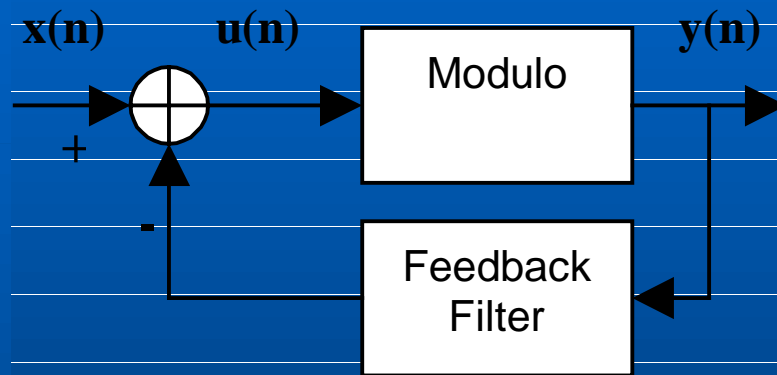 x(n) u(n) y(n)
Modulo
+
-
Feedback
Filter